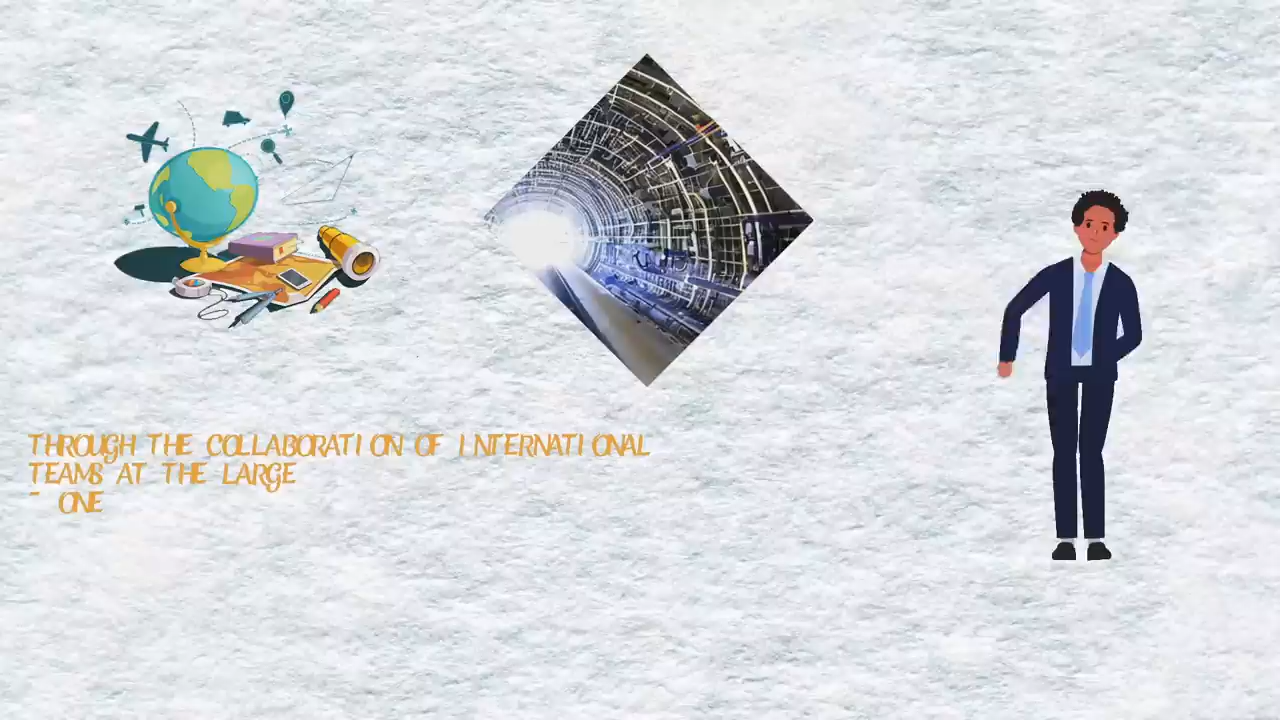 THROUGH THE COLLABORATION OF INTERNATIONAL
TEAMS AT THE LARGE
- ONE